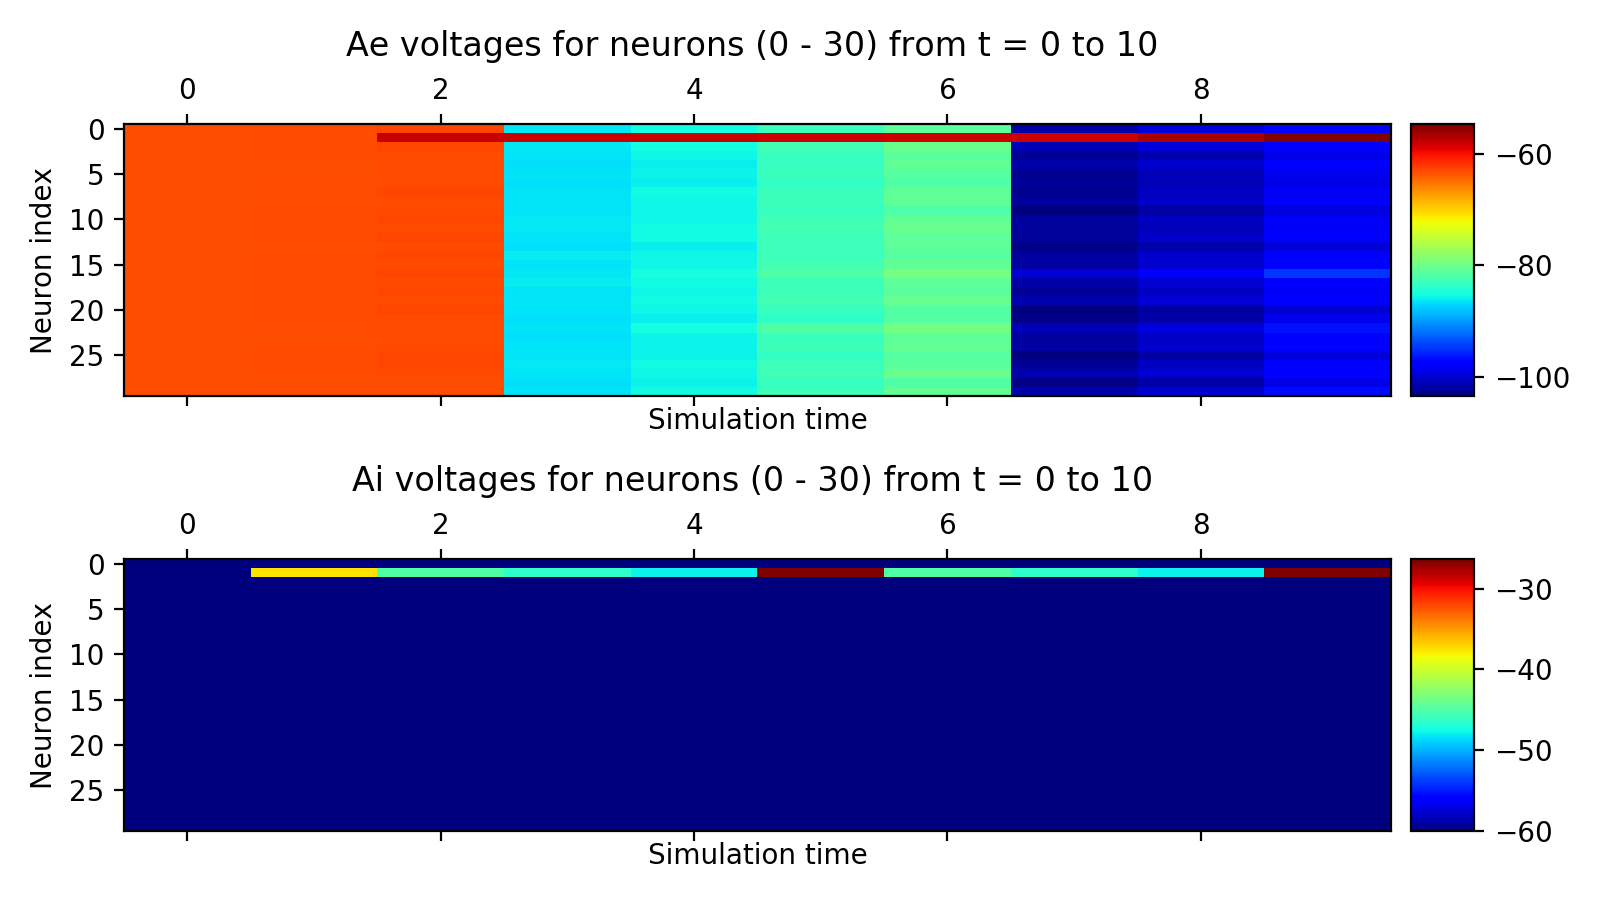 Ae voltages for neurons (0 - 30) from t = 0 to 10
0 2 4 6 8
Neuron index
0
5
10
15
20
25
−60
−80
−100
Simulation time
Ai voltages for neurons (0 - 30) from t = 0 to 10
0 2 4 6 8
Neuron index
0
5
10
15
20
25
−30
−40
−50
−60
Simulation time